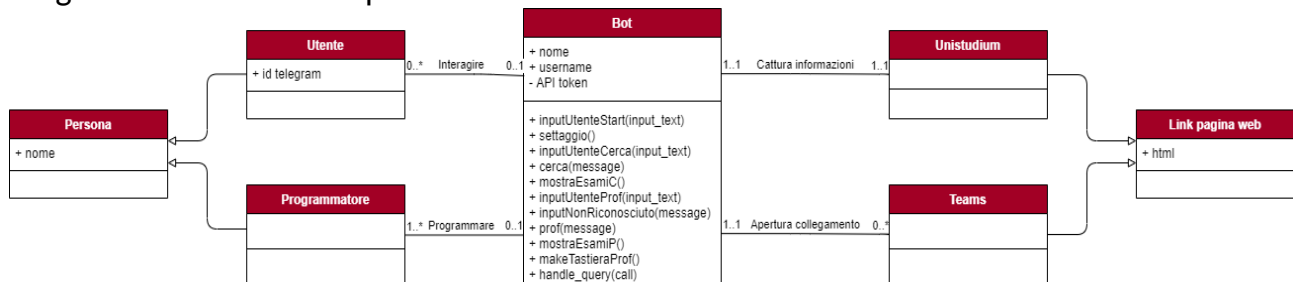 Persona
+ nome
Utente
+ id telegram
0..* Interagire 0..1
Programmatore
1..* Programmare 0..1
Bot
+ nome
+ username
- API token
+ inputUtenteStart(input_text)
+ settaggio()
+ inputUtenteCerca(input_text)
+ cerca(message)
+ mostraEsamiC()
+ inputUtenteProf(input_text)
+ inputNonRiconosciuto(message)
+ prof(message)
+ mostraEsamiP()
+ makeTastieraProf()
+ handle_query(call)
1..1 Cattura informazioni 1..1
Unistudium
1..1 Apertura collegamento 0..*
Teams
Link pagina web
+ html